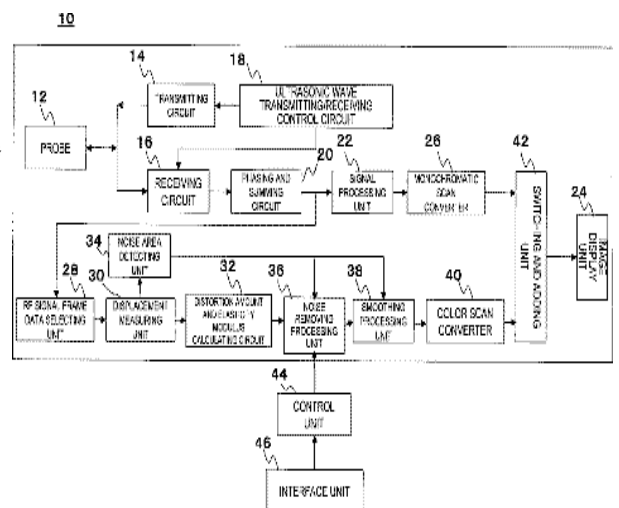 10
14
18
TRANSMITTING
CIRCUIT
ULTRASONIC WAVE
TRANSMITTING/RECEIVING
CONTROL CIRCUIT
12
PROBE
16
RECEIVING
CIRCUIT
20
PHASING AND
SUMMING
CIRCUIT
22
SIGNAL
PROCESSING
UNIT
26
MONOCHROMATIC SCAN
CONVERTER
42
SWITCHING AND ADDING
UNIT
24
IMAGE
DISPLAY
UNIT
34
NOISE AREA
DETECTING
UNIT
28
RF SIGNAL FRAME
DATA SELECTING
UNIT
30
DISPLACEMENT
MEASURING
UNIT
32
DISTORTION AMOUNT
AND ELASTICITY
MODULUS
CALCULATING CIRCUIT
36
NOISE
REMOVING
PROCESSING
UNIT
38
SMOOTHING
PROCESSING
UNIT
40
COLOR SCAN
CONVERTER
44
CONTROL
UNIT
46
INTERFACE UNIT